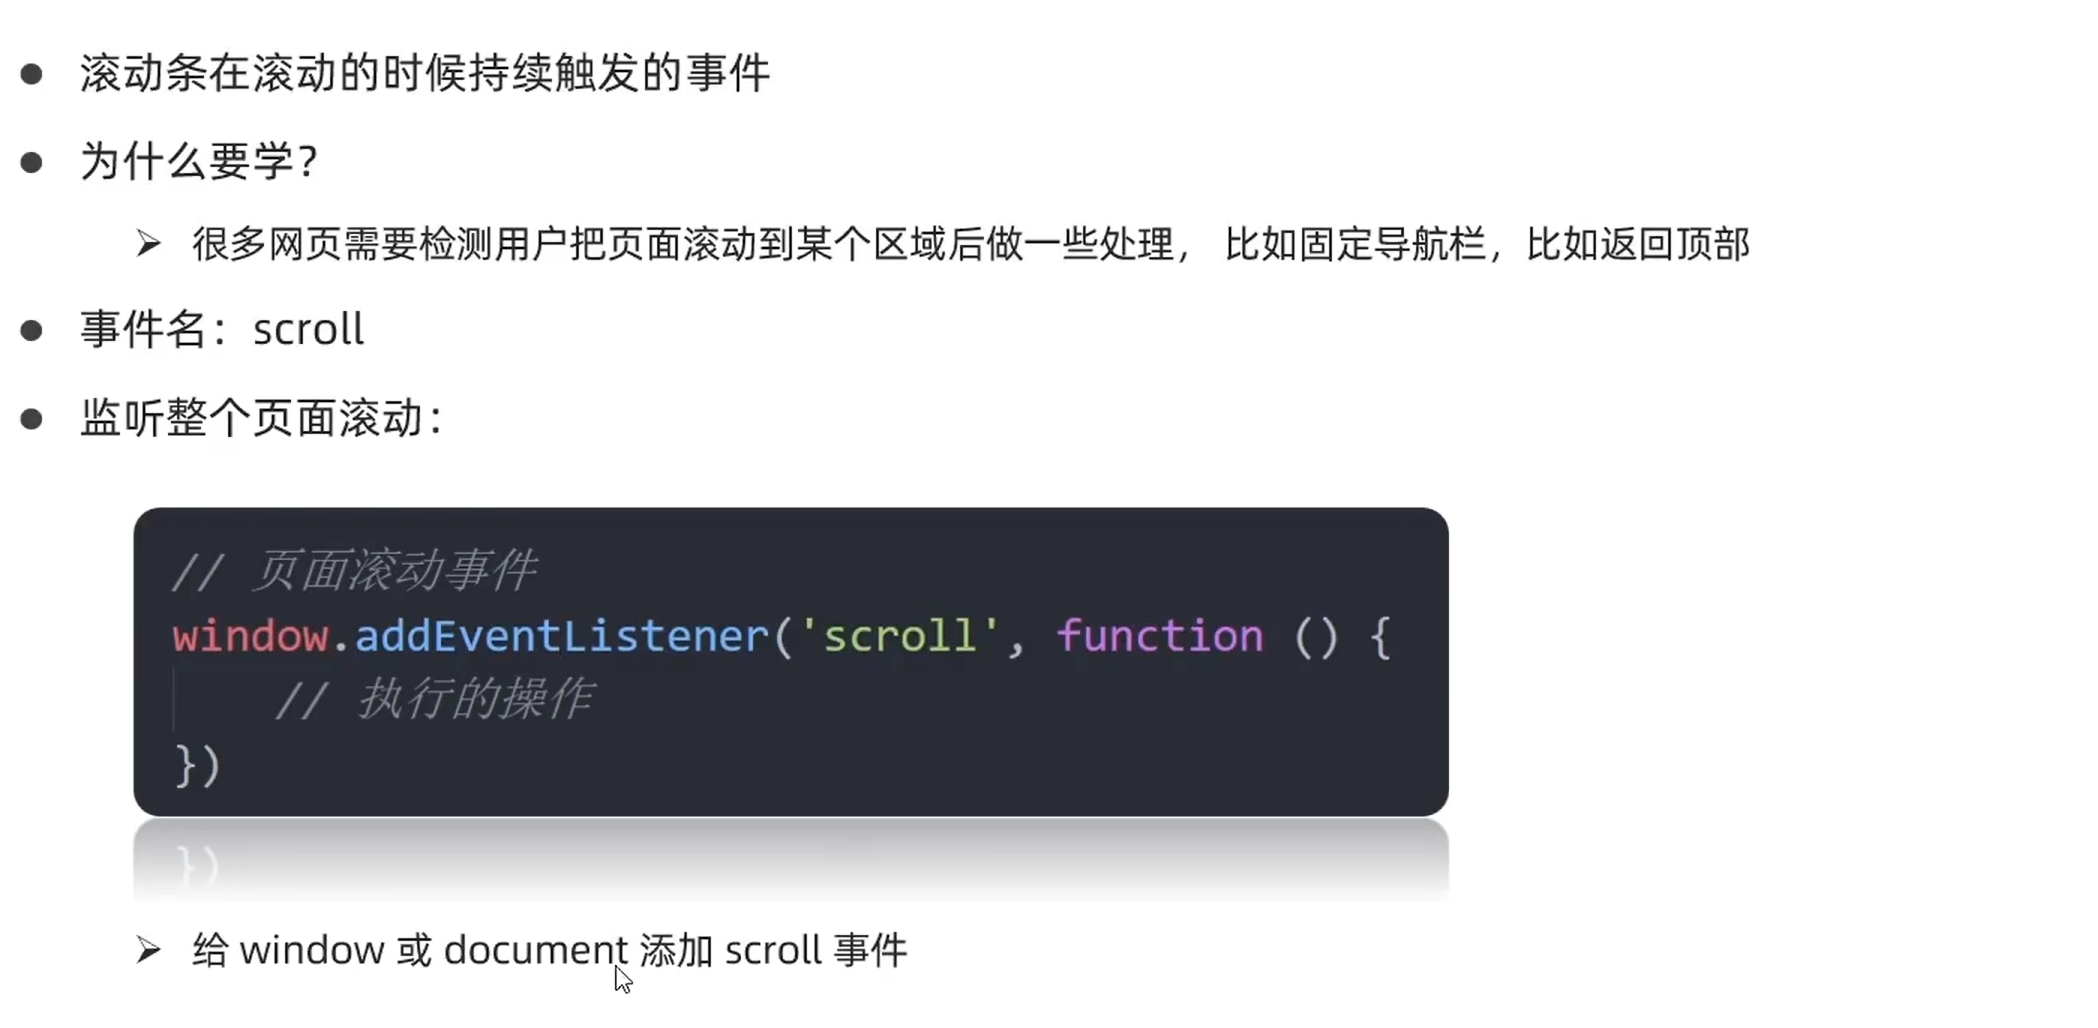 滚动条在滚动的时候持续触发的事件
为什么要学?
很多网页需要检测用户把页面滚动到某个区域后做一些处理， 比如固定导航栏，比如返回顶部
事件名：scroll
监听整个页面滚动：
// 页面滚动事件
window.addEventListener('scroll', function () {
    // 执行的操作
})
给 window 或 document 添加 scroll 事件